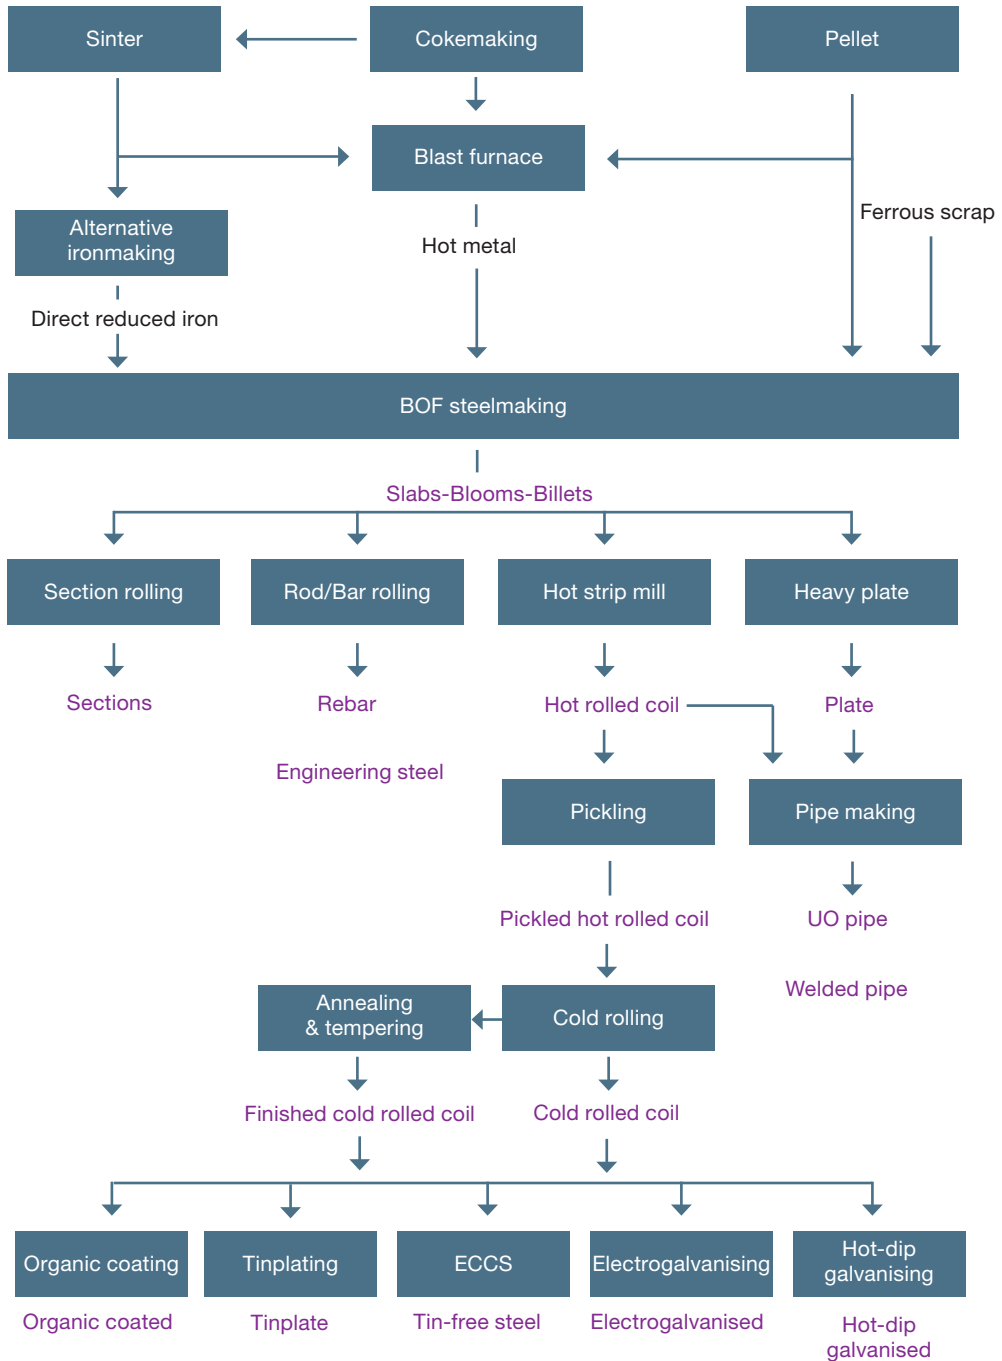 Sinter
Cokemaking
Pellet
Blast furnace
Ferrous scrap
Alternative
ironmaking
Hot metal
Direct reduced iron
BOF steelmaking
Slabs-Blooms-Billets
Section rolling
Rod/Bar rolling
Hot strip mill
Heavy plate
Sections
Rebar
Hot rolled coil
Plate
Engineering steel
Pickling
Pipe making
Pickled hot rolled coil
UO pipe
Welded pipe
Annealing
& tempering
Cold rolling
Finished cold rolled coil
Cold rolled coil
Organic coating
Tinplating
ECCS
Electrogalvanising
Hot-dip
galvanising
Organic coated
Tinplate
Tin-free steel
Electrogalvanised
Hot-dip
galvanised